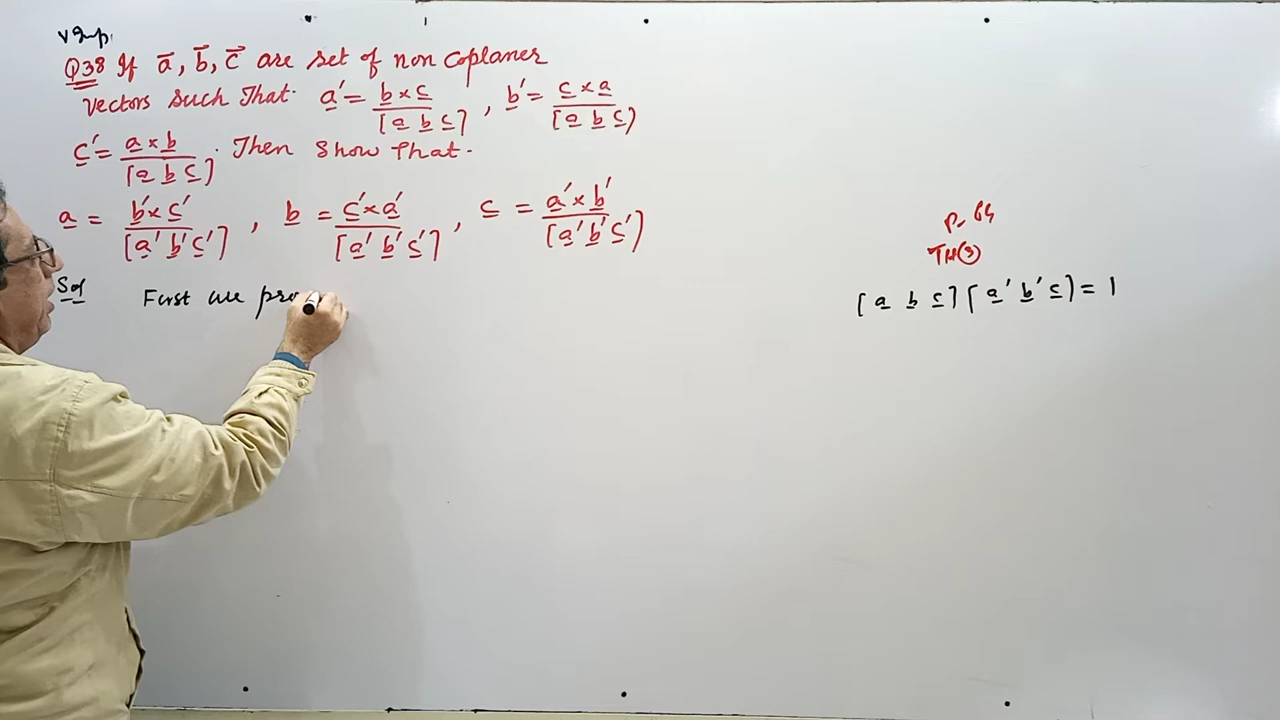 v Imp.
Q38 If a⃗, b⃗, c⃗ are set of non coplaner
vectors such that a̲' = b̲ × c̲ / [a̲ b̲ c̲], b̲' = c̲ × a̲ / [a̲ b̲ c̲]
c̲' = a̲ × b̲ / [a̲ b̲ c̲]. Then Show that.
a̲ = b̲' × c̲' / [a̲' b̲' c̲'], b̲ = c̲' × a̲' / [a̲' b̲' c̲'], c̲ = a̲' × b̲' / [a̲' b̲' c̲']
P-64
TH(3)
Sol First we pro
[a̲ b̲ c̲] [a̲' b̲' c̲] = 1